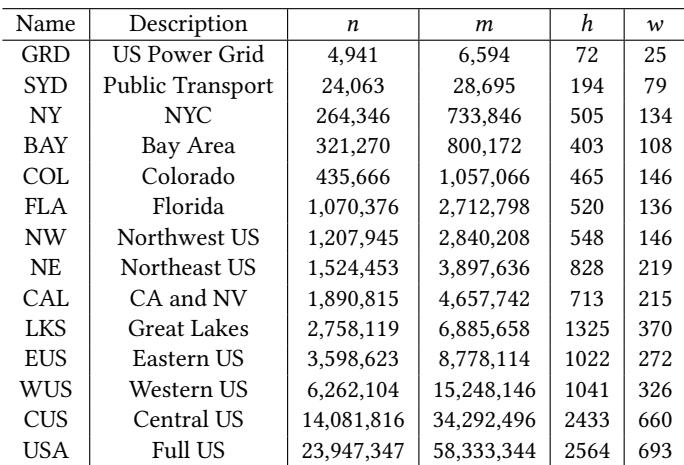 Name Description n m h w
GRD US Power Grid 4,941 6,594 72 25
SYD Public Transport 24,063 28,695 194 79
NY NYC 264,346 733,846 505 134
BAY Bay Area 321,270 800,172 403 108
COL Colorado 435,666 1,057,066 465 146
FLA Florida 1,070,376 2,712,798 520 136
NW Northwest US 1,207,945 2,840,208 548 146
NE Northeast US 1,524,453 3,897,636 828 219
CAL CA and NV 1,890,815 4,657,742 713 215
LKS Great Lakes 2,758,119 6,885,658 1325 370
EUS Eastern US 3,598,623 8,778,114 1022 272
WUS Western US 6,262,104 15,248,146 1041 326
CUS Central US 14,081,816 34,292,496 2433 660
USA Full US 23,947,347 58,333,344 2564 693